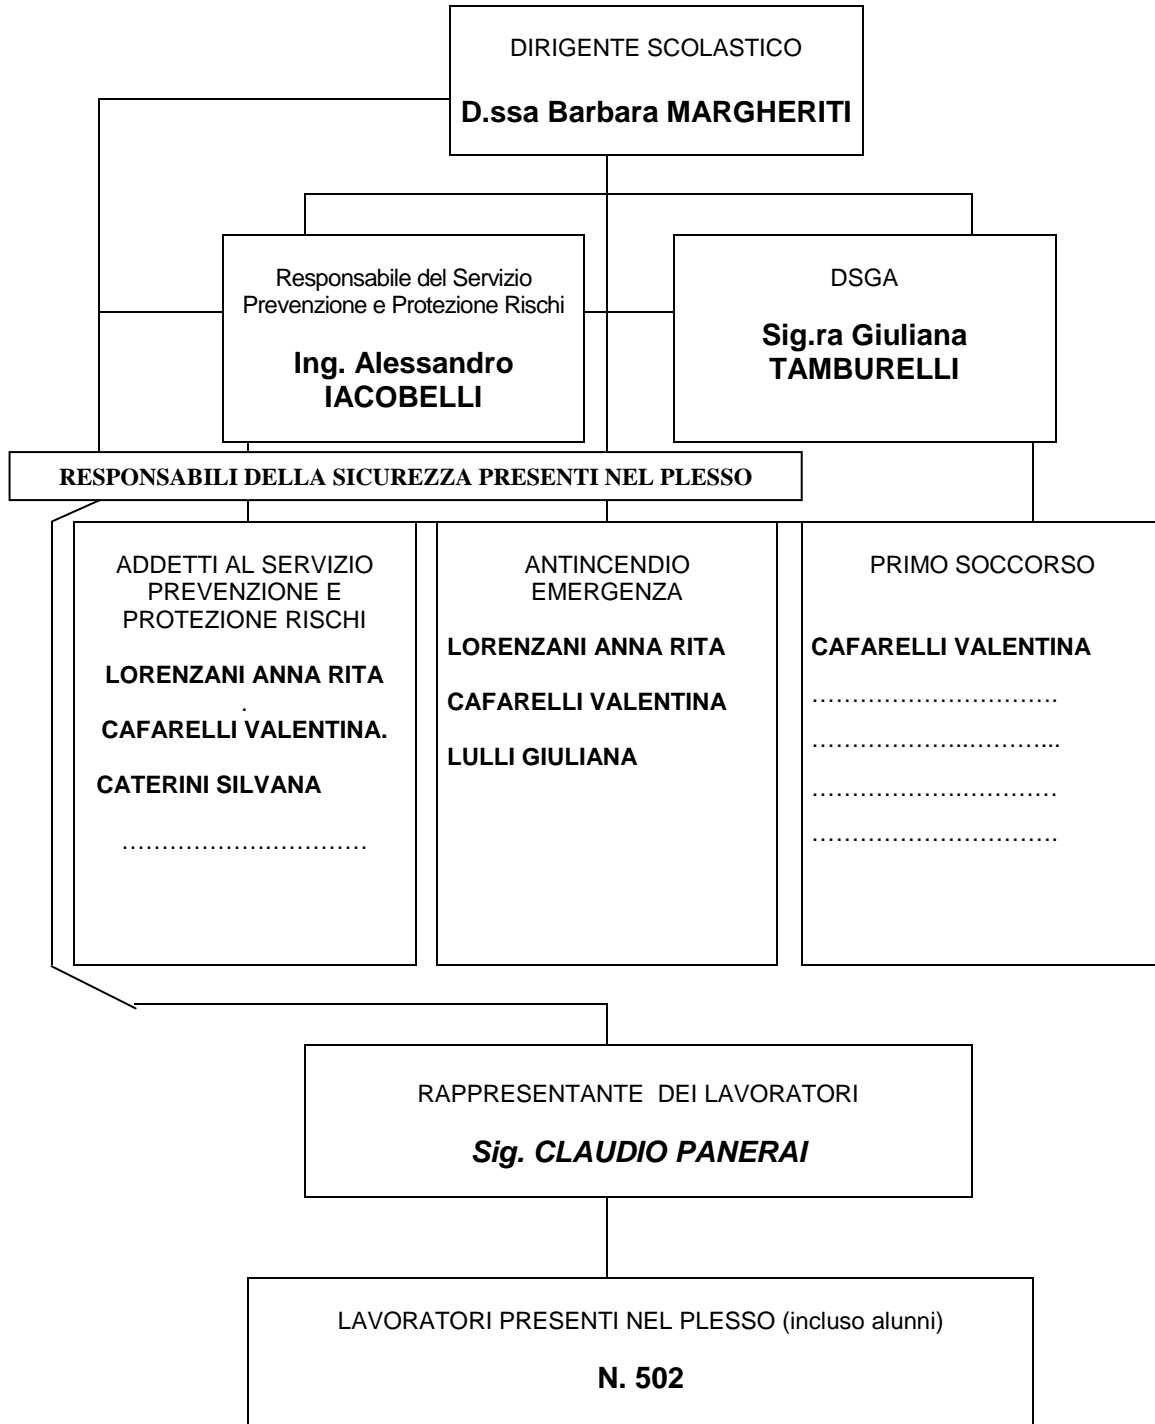 DIRIGENTE SCOLASTICO
D.ssa Barbara MARGHERITI
Responsabile del Servizio
Prevenzione e Protezione Rischi
Ing. Alessandro
IACOBELLI
DSGA
Sig.ra Giuliana
TAMBURELLI
RESPONSABILI DELLA SICUREZZA PRESENTI NEL PLESSO
ADDETTI AL SERVIZIO
PREVENZIONE E
PROTEZIONE RISCHI
LORENZANI ANNA RITA
.
CAFARELLI VALENTINA.
CATERINI SILVANA
……………….…………
ANTINCENDIO
EMERGENZA
LORENZANI ANNA RITA
CAFARELLI VALENTINA
LULLI GIULIANA
PRIMO SOCCORSO
CAFARELLI VALENTINA
………………………….
………………..………...
……………….…………
………………………….
RAPPRESENTANTE  DEI LAVORATORI
Sig. CLAUDIO PANERAI
LAVORATORI PRESENTI NEL PLESSO (incluso alunni)
N. 502